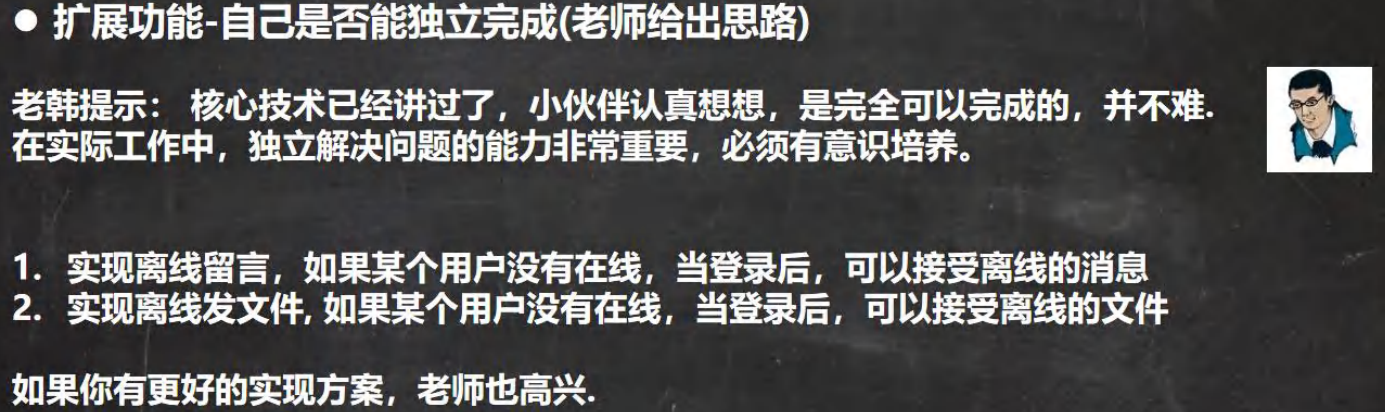 ● 扩展功能-自己是否能独立完成(老师给出思路)
老韩提示： 核心技术已经讲过了，小伙伴认真想想，是完全可以完成的，并不难.
在实际工作中，独立解决问题的能力非常重要，必须有意识培养。
1. 实现离线留言，如果某个用户没有在线，当登录后，可以接受离线的消息
2. 实现离线发文件, 如果某个用户没有在线，当登录后，可以接受离线的文件
如果你有更好的实现方案，老师也高兴.